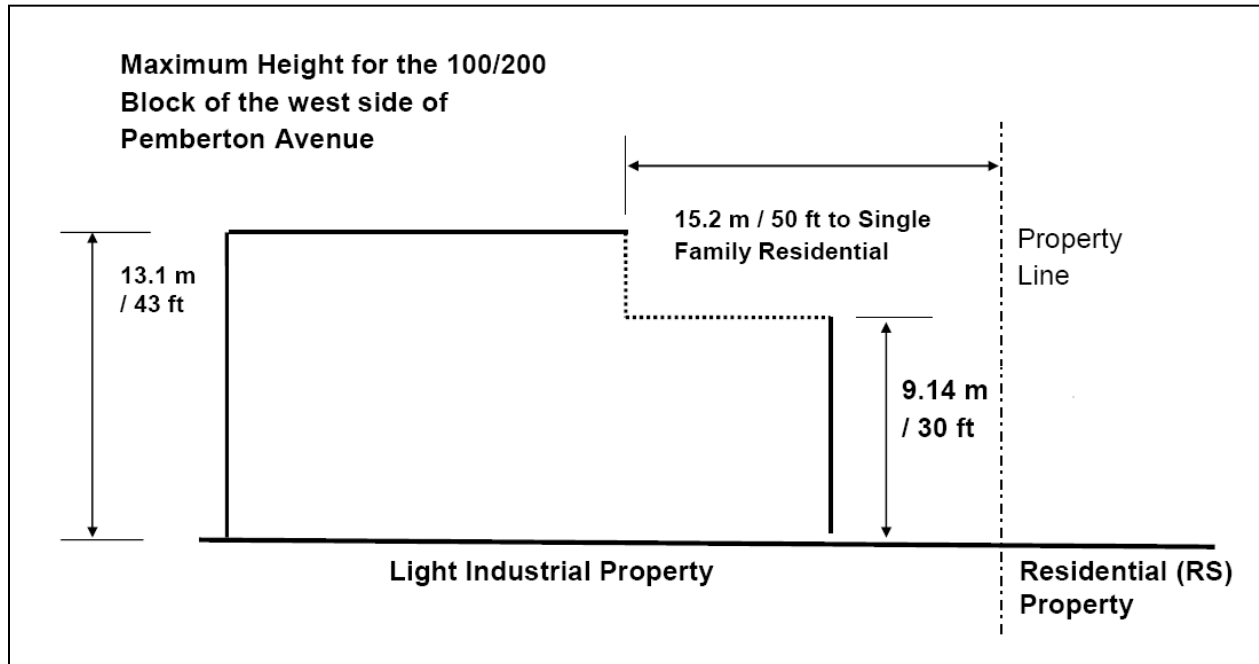 Maximum Height for the 100/200
Block of the west side of
Pemberton Avenue
15.2 m / 50 ft to Single
Family Residential
Property
Line
13.1 m
/ 43 ft
9.14 m
/ 30 ft
Light Industrial Property
Residential (RS)
Property